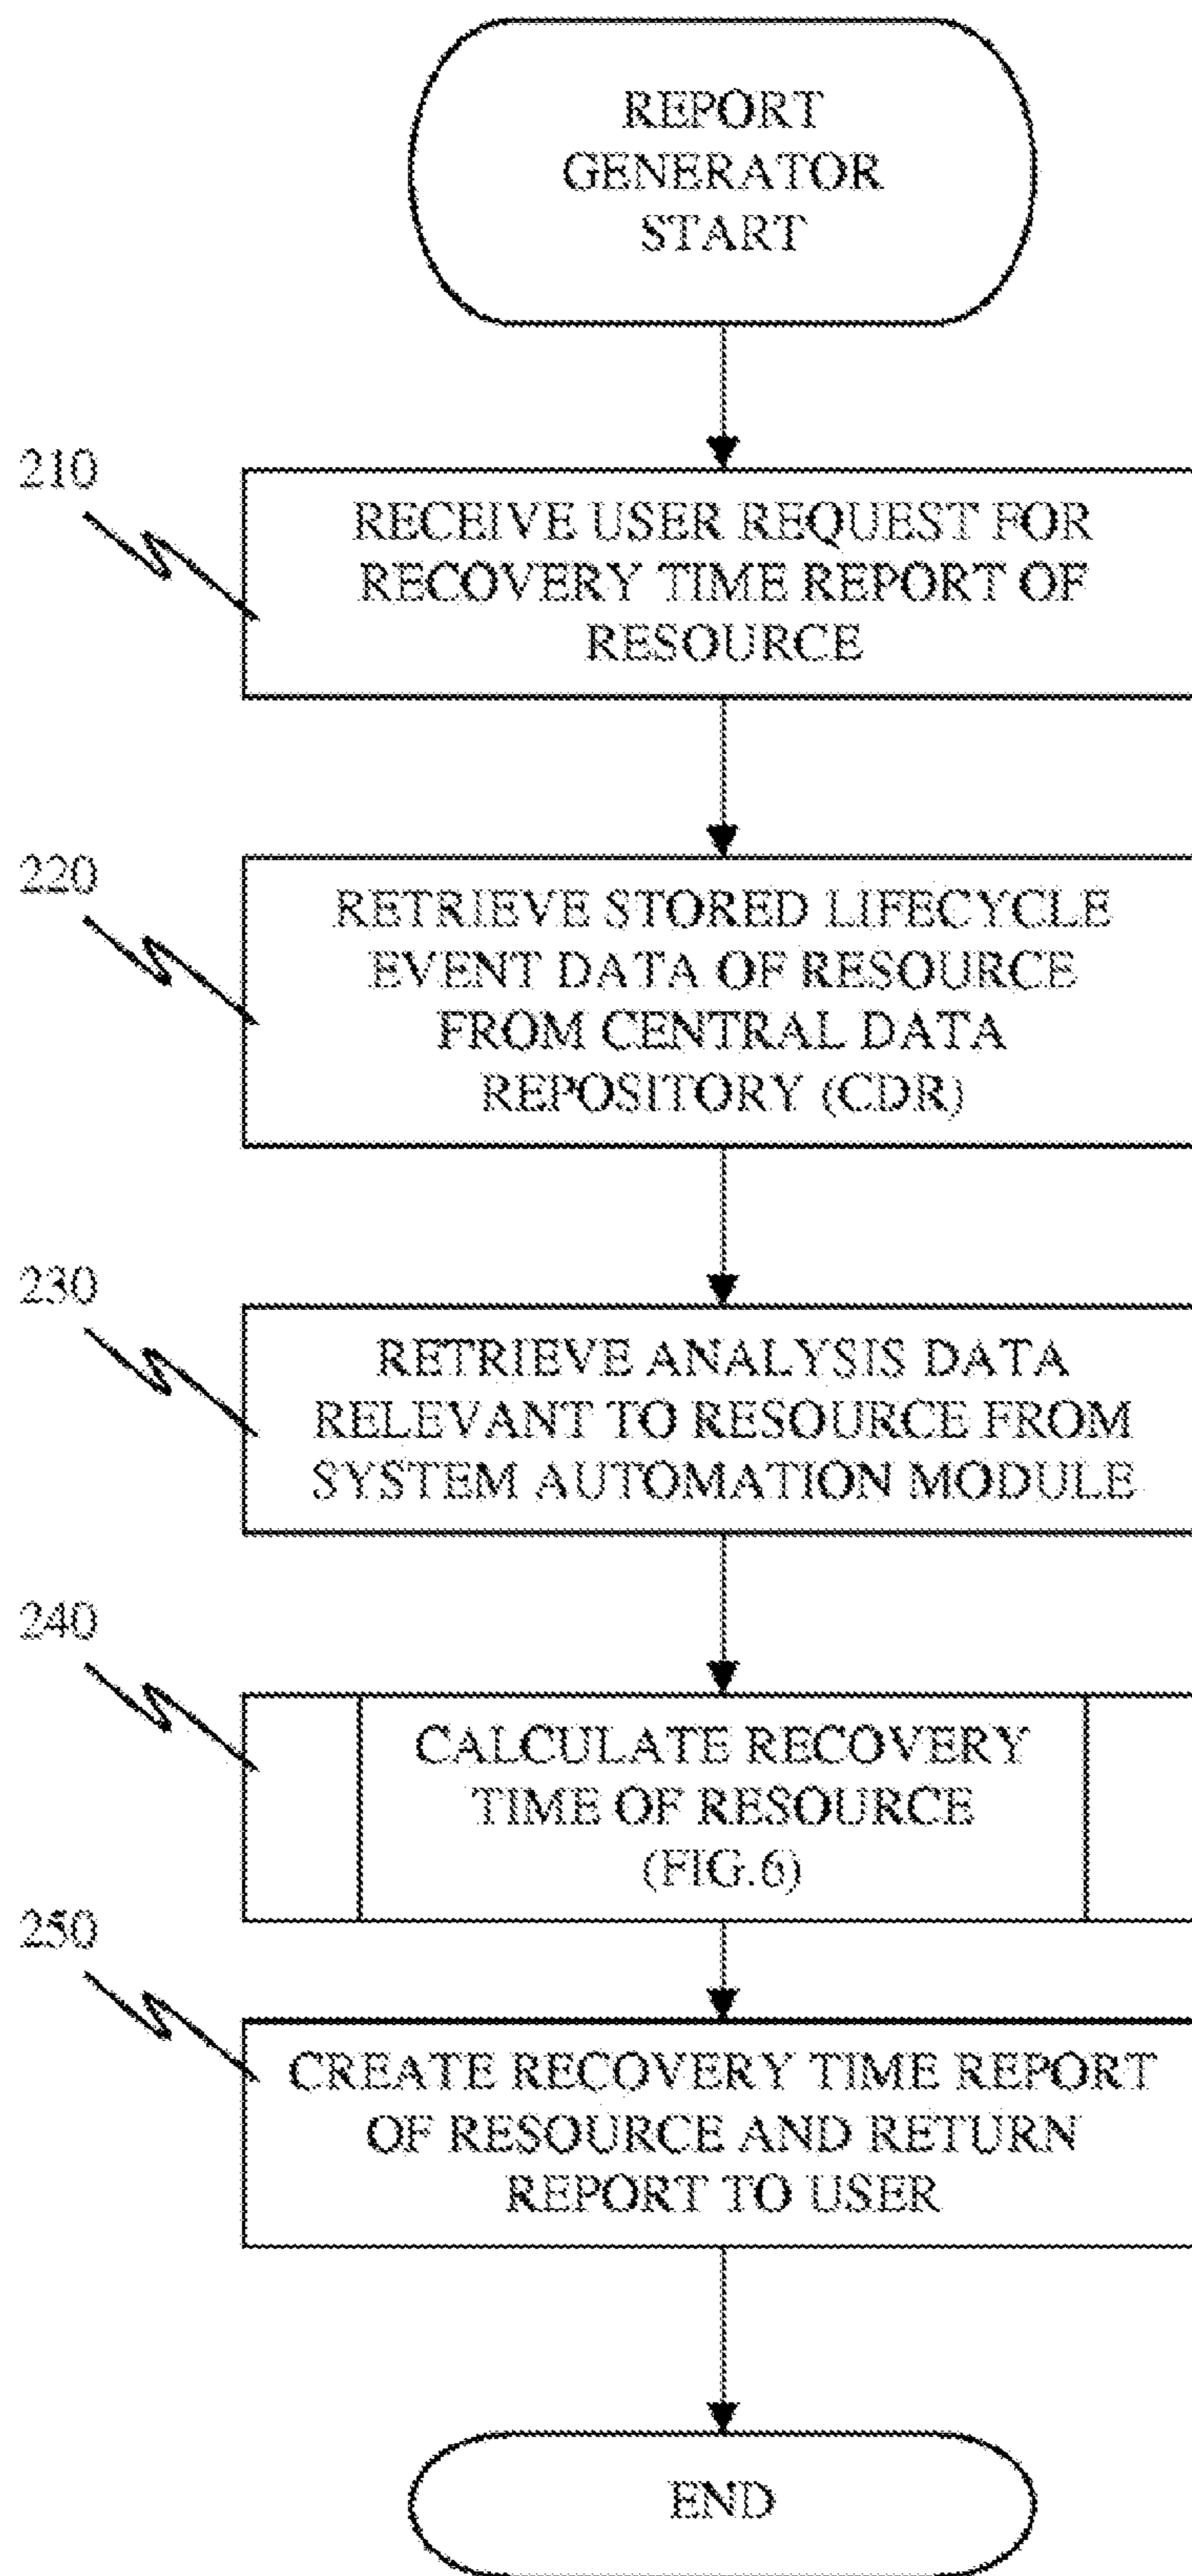 REPORT
GENERATOR
START
210
RECEIVE USER REQUEST FOR
RECOVERY TIME REPORT OF
RESOURCE
220
RETRIEVE STORED LIFECYCLE
EVENT DATA OF RESOURCE
FROM CENTRAL DATA
REPOSITORY (CDR)
230
RETRIEVE ANALYSIS DATA
RELEVANT TO RESOURCE FROM
SYSTEM AUTOMATION MODULE
240
CALCULATE RECOVERY
TIME OF RESOURCE
(FIG.6)
250
CREATE RECOVERY TIME REPORT
OF RESOURCE AND RETURN
REPORT TO USER
END